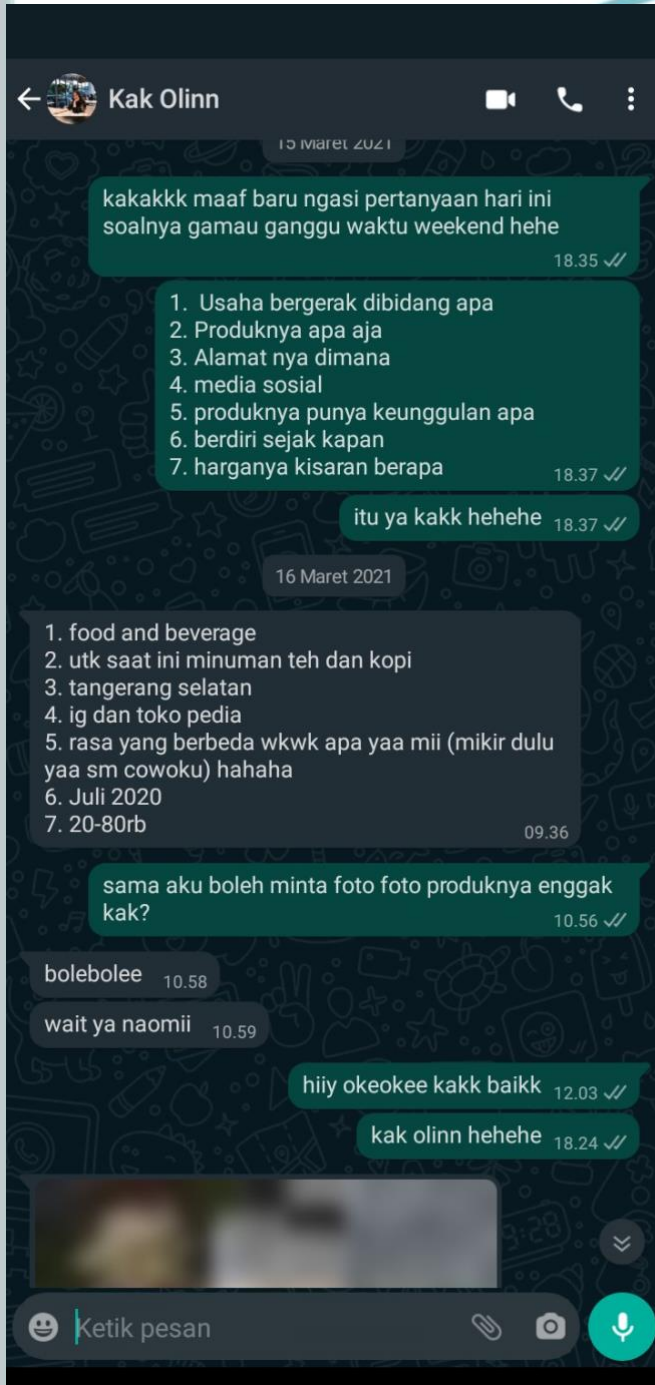 Kak Olinn
15 Maret 2021
kakakkk maaf baru ngasi pertanyaan hari ini
soalnya gamau ganggu waktu weekend hehe
18.35
1. Usaha bergerak dibidang apa
2. Produknya apa aja
3. Alamat nya dimana
4. media sosial
5. produknya punya keunggulan apa
6. berdiri sejak kapan
7. harganya kisaran berapa
18.37
itu ya kakk hehehe 18.37
16 Maret 2021
1. food and beverage
2. utk saat ini minuman teh dan kopi
3. tangerang selatan
4. ig dan toko pedia
5. rasa yang berbeda wkwk apa yaa mii (mikir dulu
yaa sm cowoku) hahaha
6. Juli 2020
7. 20-80rb
09.36
sama aku boleh minta foto foto produknya enggak
kak?
10.56
bolebolee 10.58
wait ya naomii 10.59
hiiy okeokee kakk baikk 12.03
kak olinn hehehe 18.24
Ketik pesan